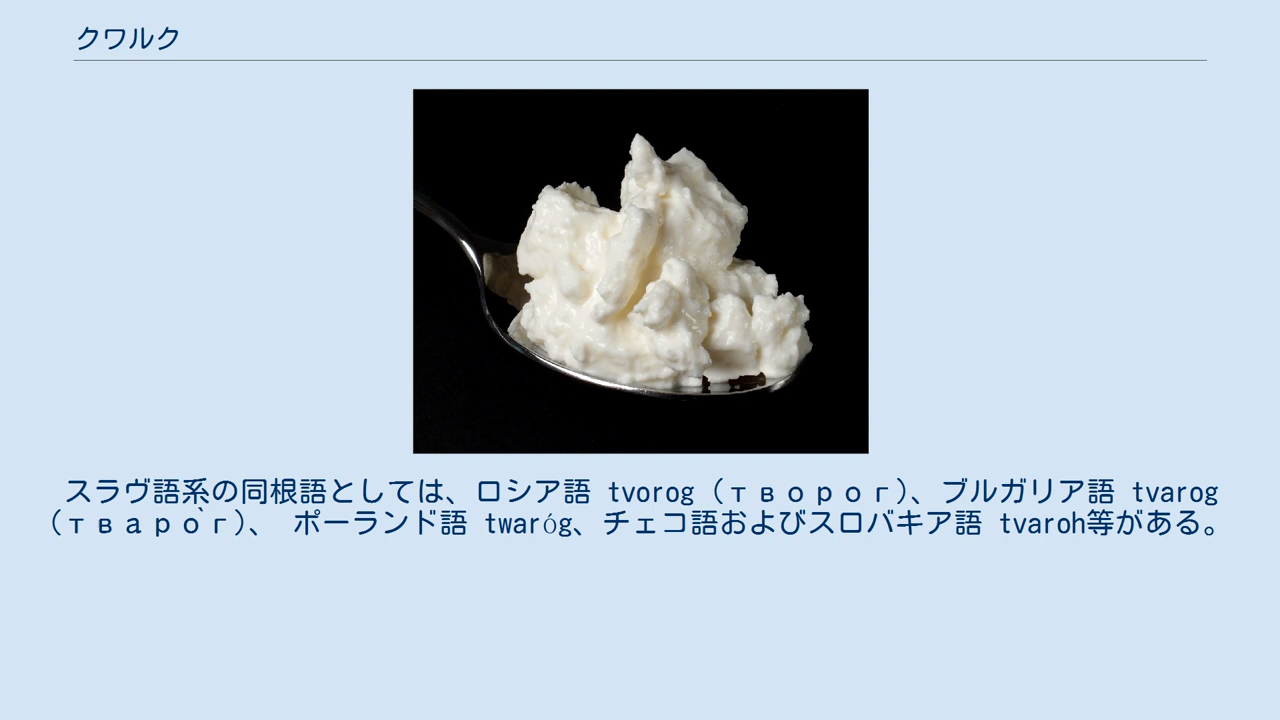 クワルク
スラヴ語系の同根語としては、ロシア語 tvorog（творог）、ブルガリア語 tvarog
（тваро̀г）、 ポーランド語 twaróg、チェコ語およびスロバキア語 tvaroh等がある。